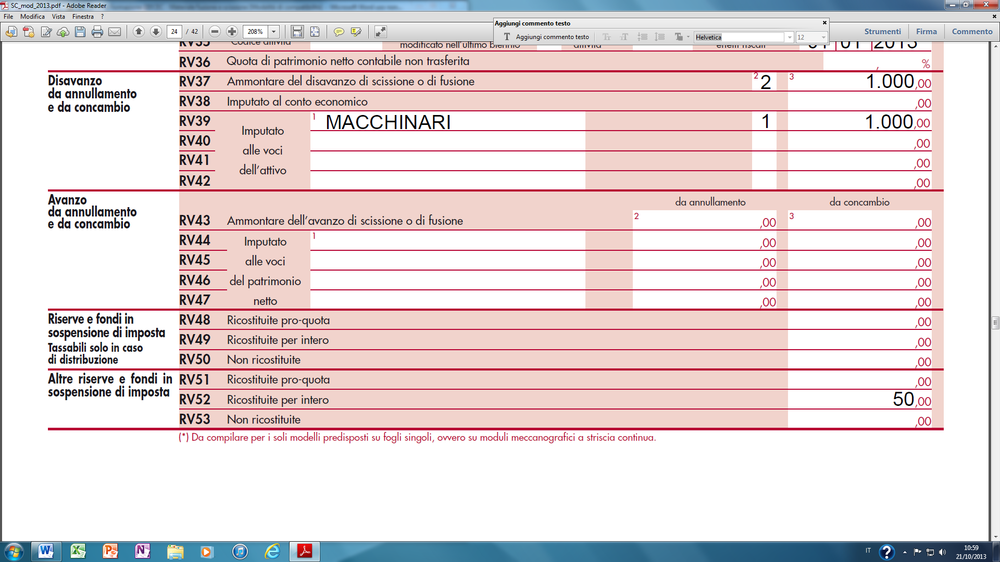 SC_mod_2013.pdf - Adobe Reader
File Modifica Vista Finestra ?
24 / 42 208%
Aggiungi commento testo
Aggiungi commento testo Helvetica 12
Strumenti Firma Commento
RV35 Codice attività modificato nell'ultimo biennio attività effetti fiscali 01 01 2013
RV36 Quota di patrimonio netto contabile non trasferita , %
Disavanzo
da annullamento
e da concambio
RV37 Ammontare del disavanzo di scissione o di fusione 2 2 3 1.000,00
RV38 Imputato al conto economico ,00
RV39 1 MACCHINARI 1 1.000,00
Imputato
RV40 ,00
alle voci
RV41 ,00
dell'attivo
RV42 ,00
Avanzo
da annullamento
e da concambio
da annullamento da concambio
RV43 Ammontare dell'avanzo di scissione o di fusione 2 ,00 3 ,00
RV44 Imputato 1 ,00 ,00
RV45 alle voci ,00 ,00
RV46 del patrimonio ,00 ,00
RV47 netto ,00 ,00
Riserve e fondi in
sospensione di imposta
Tassabili solo in caso
di distribuzione
RV48 Ricostituite pro-quota ,00
RV49 Ricostituite per intero ,00
RV50 Non ricostituite ,00
Altre riserve e fondi in
sospensione di imposta
RV51 Ricostituite pro-quota ,00
RV52 Ricostituite per intero 50,00
RV53 Non ricostituite ,00
(*) Da compilare per i soli modelli predisposti su fogli singoli, ovvero su moduli meccanografici a striscia continua.
IT 10:59
21/10/2013